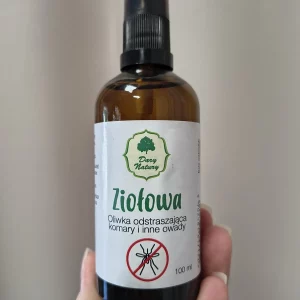 Dary
Natury
Ziołowa
Oliwka odstraszająca
komary i inne owady
100 ml